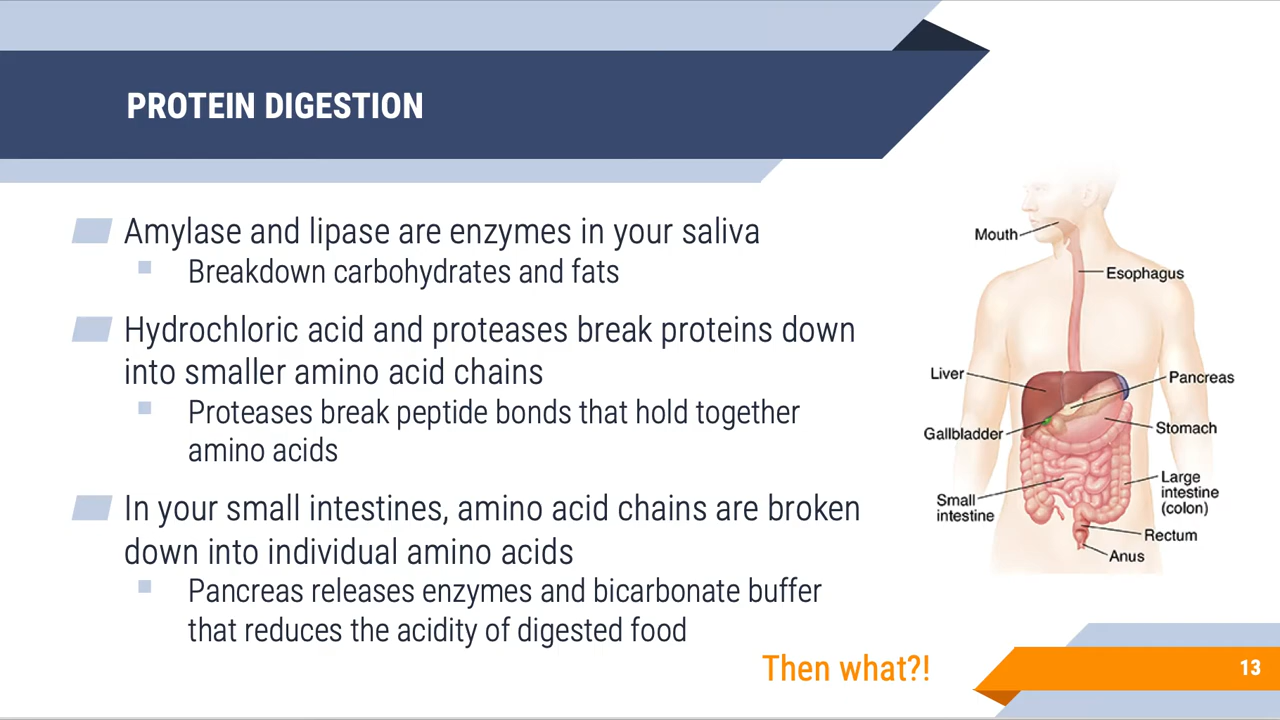 PROTEIN DIGESTION
Amylase and lipase are enzymes in your saliva
Breakdown carbohydrates and fats
Hydrochloric acid and proteases break proteins down
into smaller amino acid chains
Proteases break peptide bonds that hold together
amino acids
In your small intestines, amino acid chains are broken
down into individual amino acids
Pancreas releases enzymes and bicarbonate buffer
that reduces the acidity of digested food
Then what?!
Mouth
Esophagus
Liver
Pancreas
Gallbladder
Stomach
Small
intestine
Large
intestine
(colon)
Rectum
Anus
13